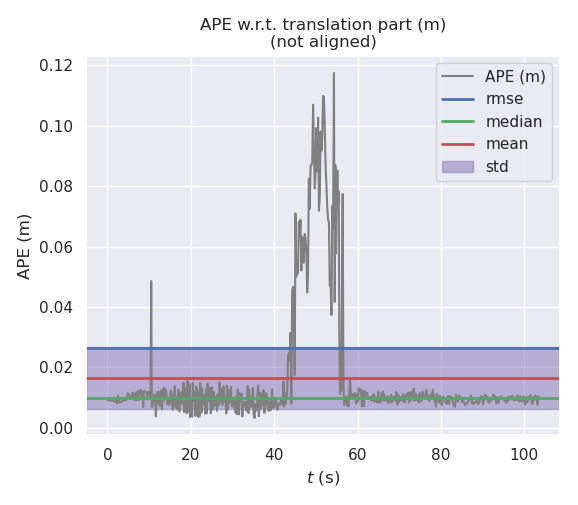 APE w.r.t. translation part (m)
(not aligned)
APE (m)
rmse
median
mean
std
0.12
0.10
0.08
0.06
0.04
0.02
0.00
APE (m)
0 20 40 60 80 100
t (s)